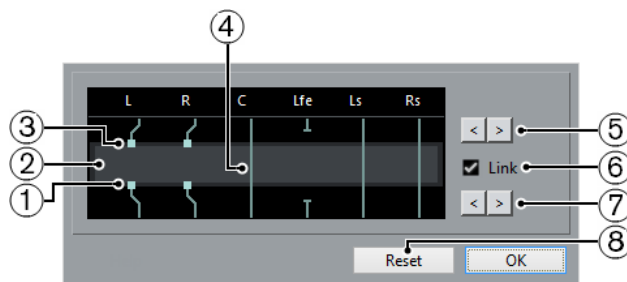 ④
L R C Lfe Ls Rs
③ < > ⑤
② Link ⑥
① < > ⑦
⑧
Reset OK